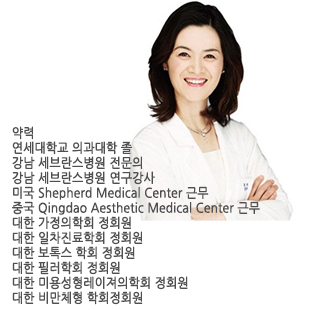 약력
연세대학교 의과대학 졸
강남 세브란스병원 전문의
강남 세브란스병원 연구강사
미국 Shepherd Medical Center 근무
중국 Qingdao Aesthetic Medical Center 근무
대한 가정의학회 정회원
대한 일차진료학회 정회원
대한 보톡스 학회 정회원
대한 필러학회 정회원
대한 미용성형레이져의학회 정회원
대한 비만체형 학회정회원